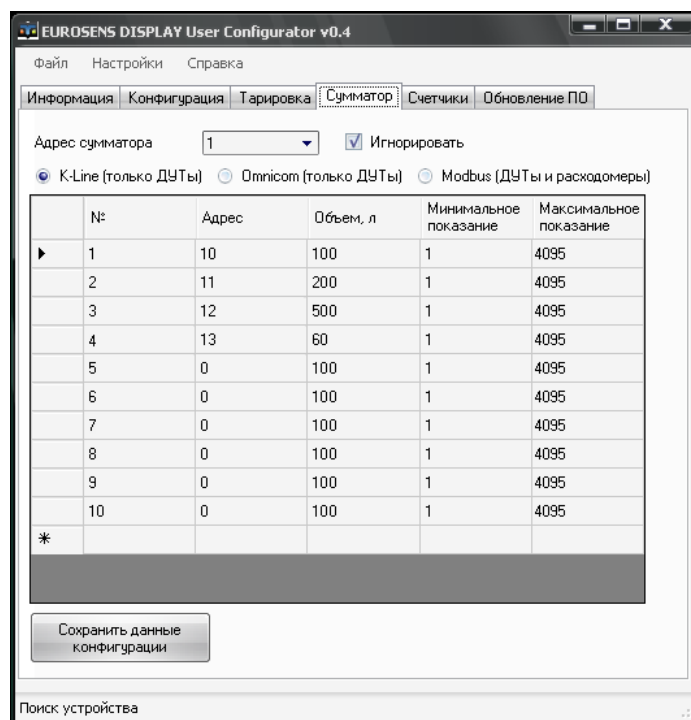 EUROSENS DISPLAY User Configurator v0.4
Файл Настройки Справка
Информация Конфигурация Тарировка Сумматор Счетчики Обновление ПО
Адрес сумматора 1 Игнорировать
K-Line (только ДУТы) Omnicom (только ДУТы) Modbus (ДУТы и расходомеры)
№ Адрес Объем, л Минимальное показание Максимальное показание
1 10 100 1 4095
2 11 200 1 4095
3 12 500 1 4095
4 13 60 1 4095
5 0 100 1 4095
6 0 100 1 4095
7 0 100 1 4095
8 0 100 1 4095
9 0 100 1 4095
10 0 100 1 4095
Сохранить данные
конфигурации
Поиск устройства